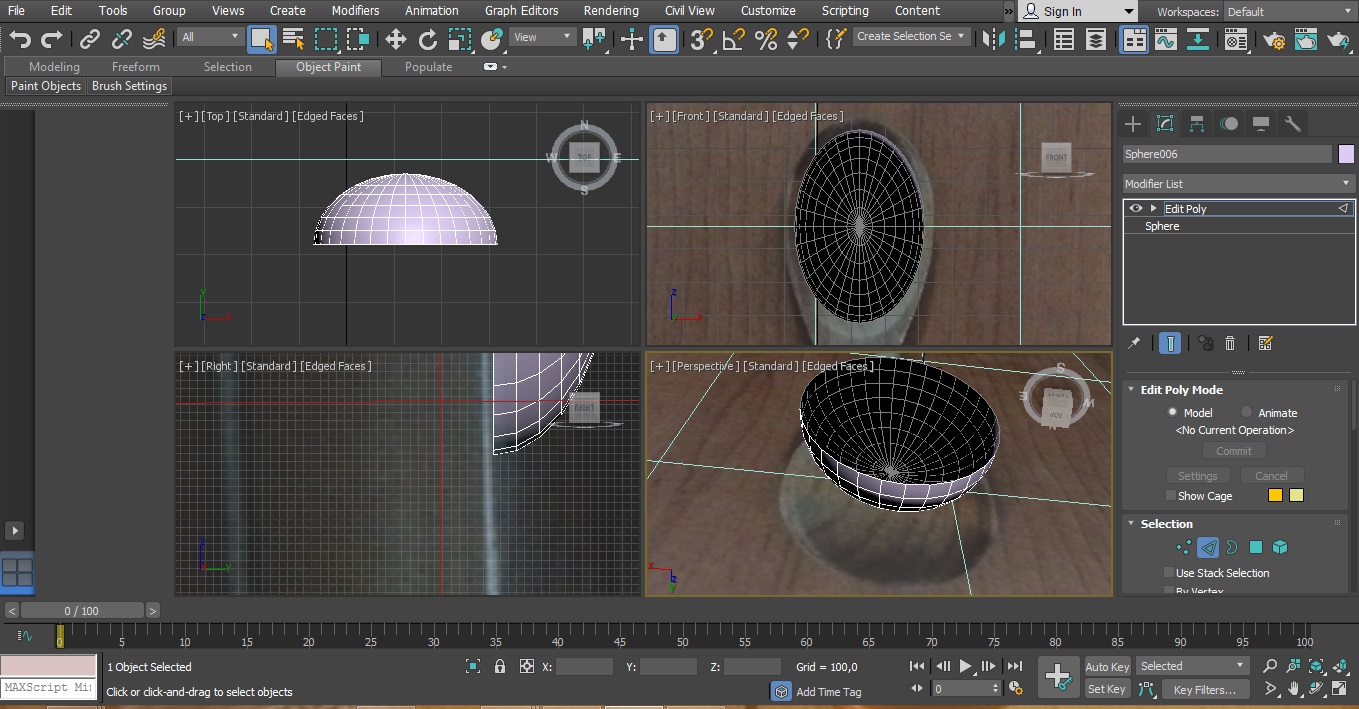 File Edit Tools Group Views Create Modifiers Animation Graph Editors Rendering Civil View Customize Scripting Content » Sign In Workspaces: Default
All View Create Selection Se
Modeling Freeform Selection Object Paint Populate
Paint Objects Brush Settings
[+] [Top] [Standard] [Edged Faces]
N
W TOP E
S
y
z x
[+] [Front] [Standard] [Edged Faces]
FRONT
z
y x
[+] [Right] [Standard] [Edged Faces]
RIGHT
z
x y
[+] [Perspective] [Standard] [Edged Faces]
S
E W
TOP
N
x
z
y
Sphere006
Modifier List
Edit Poly
Sphere
Edit Poly Mode
Model Animate
<No Current Operation>
Commit
Settings Cancel
Show Cage
Selection
Use Stack Selection
By Vertex
< 0 / 100 >
0 5 10 15 20 25 30 35 40 45 50 55 60 65 70 75 80 85 90 95 100
1 Object Selected X: Y: Z: Grid = 100,0 Auto Key Selected
MAXScript Mi
Click or click-and-drag to select objects Add Time Tag 0 Set Key Key Filters...